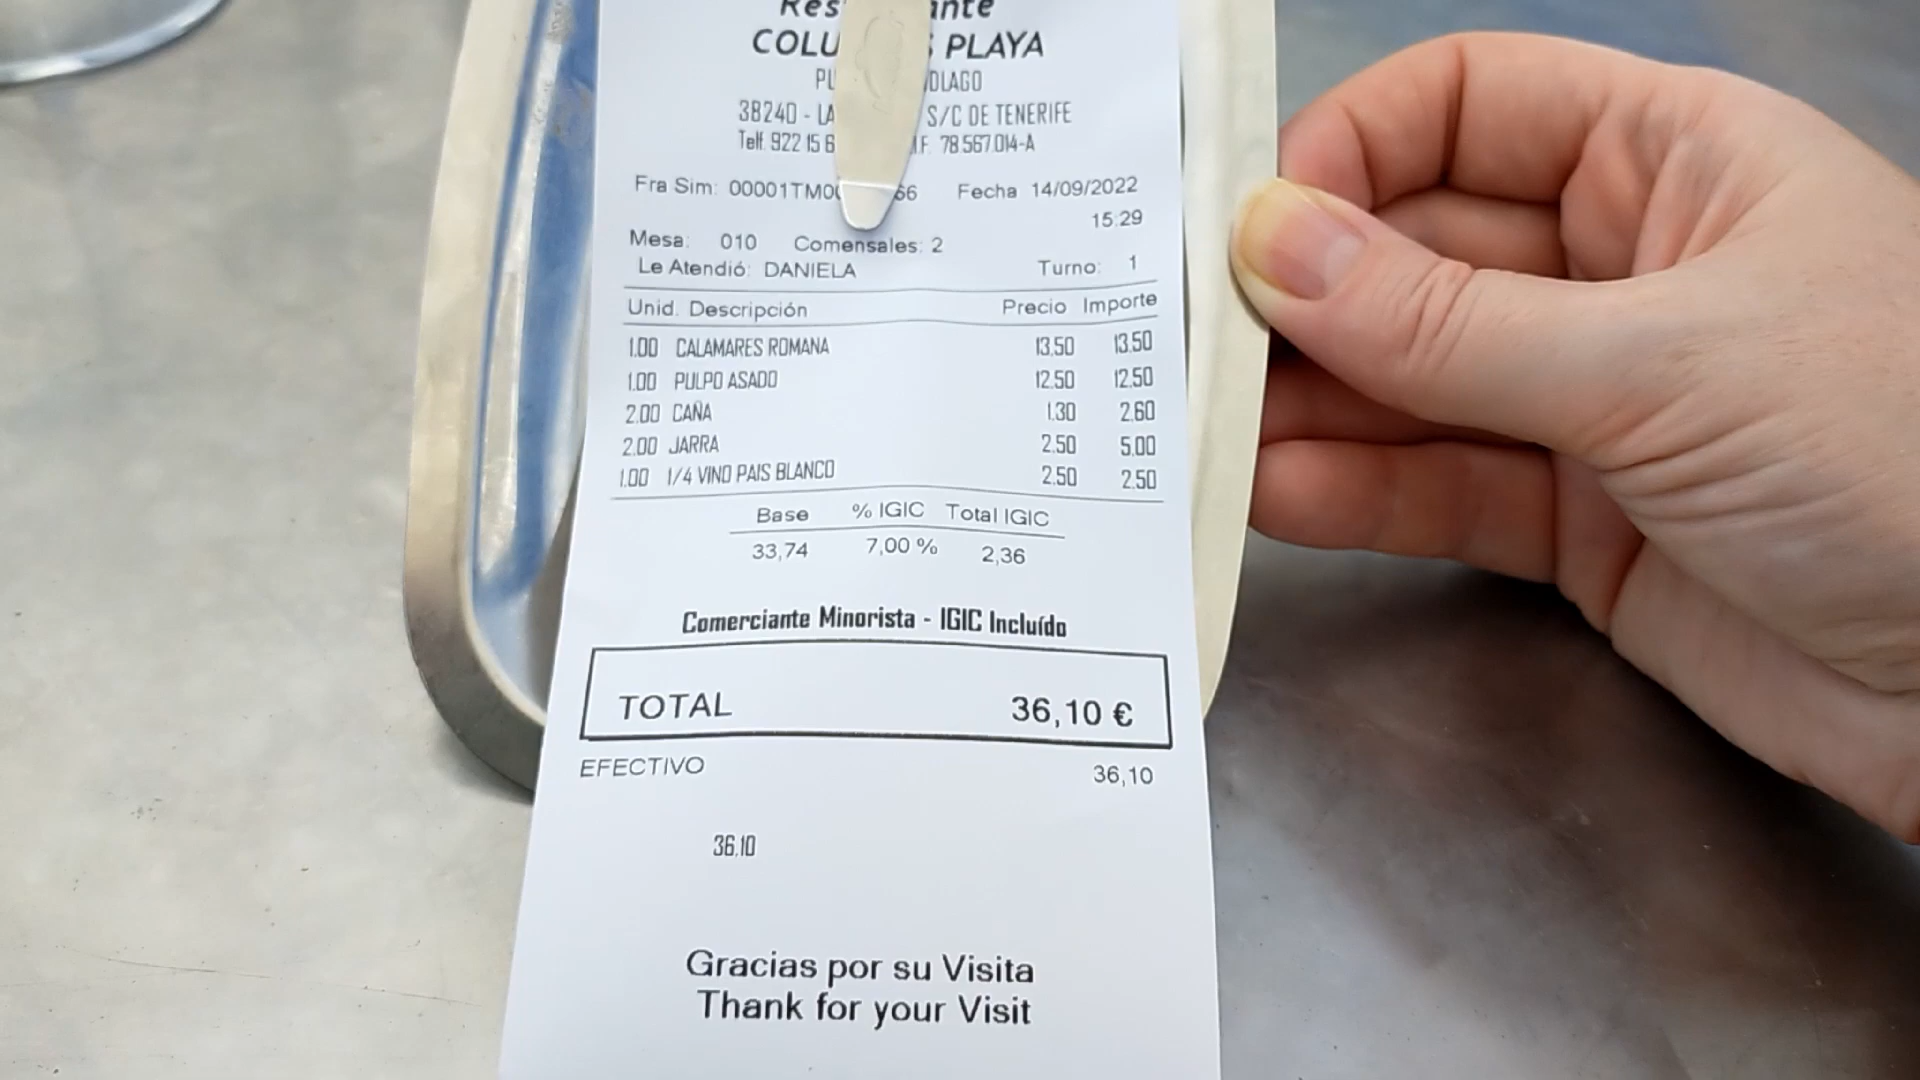 COLU PLAYA
38240 - LA S/C DE TENERIFE
Telf. 922 15 6 78.567.014-A
Fra Sim: 00001TM00 66 Fecha 14/09/2022
15:29
Mesa: 010 Comensales: 2
Le Atendió: DANIELA Turno: 1
Unid. Descripción Precio Importe
1.00 CALAMARES ROMANA 13,50 13.50
1.00 PULPO ASADO 12.50 12.50
2.00 CAÑA 1.30 2.60
2.00 JARRA 2.50 5.00
1.00 1/4 VINO PAIS BLANCO 2.50 2.50
Base % IGIC Total IGIC
33,74 7,00 % 2,36
Comerciante Minorista - IGIC Incluído
TOTAL 36,10 €
EFECTIVO 36,10
36.10
Gracias por su Visita
Thank for your Visit